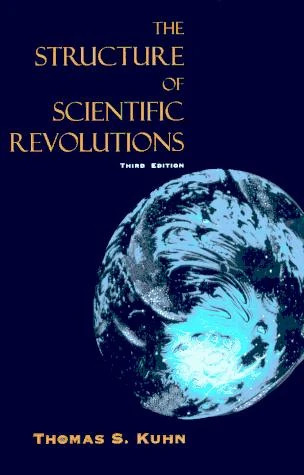 THE
STRUCTURE
OF
SCIENTIFIC
REVOLUTIONS
THIRD EDITION
THOMAS S. KUHN